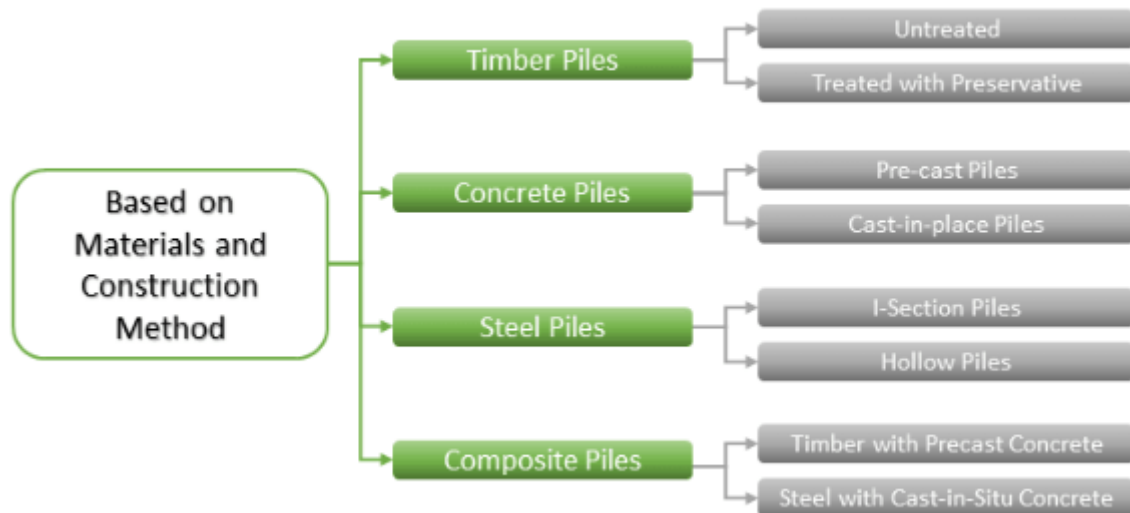 Based on
Materials and
Construction
Method
Timber Piles
Untreated
Treated with Preservative
Concrete Piles
Pre-cast Piles
Cast-in-place Piles
Steel Piles
I-Section Piles
Hollow Piles
Composite Piles
Timber with Precast Concrete
Steel with Cast-in-Situ Concrete